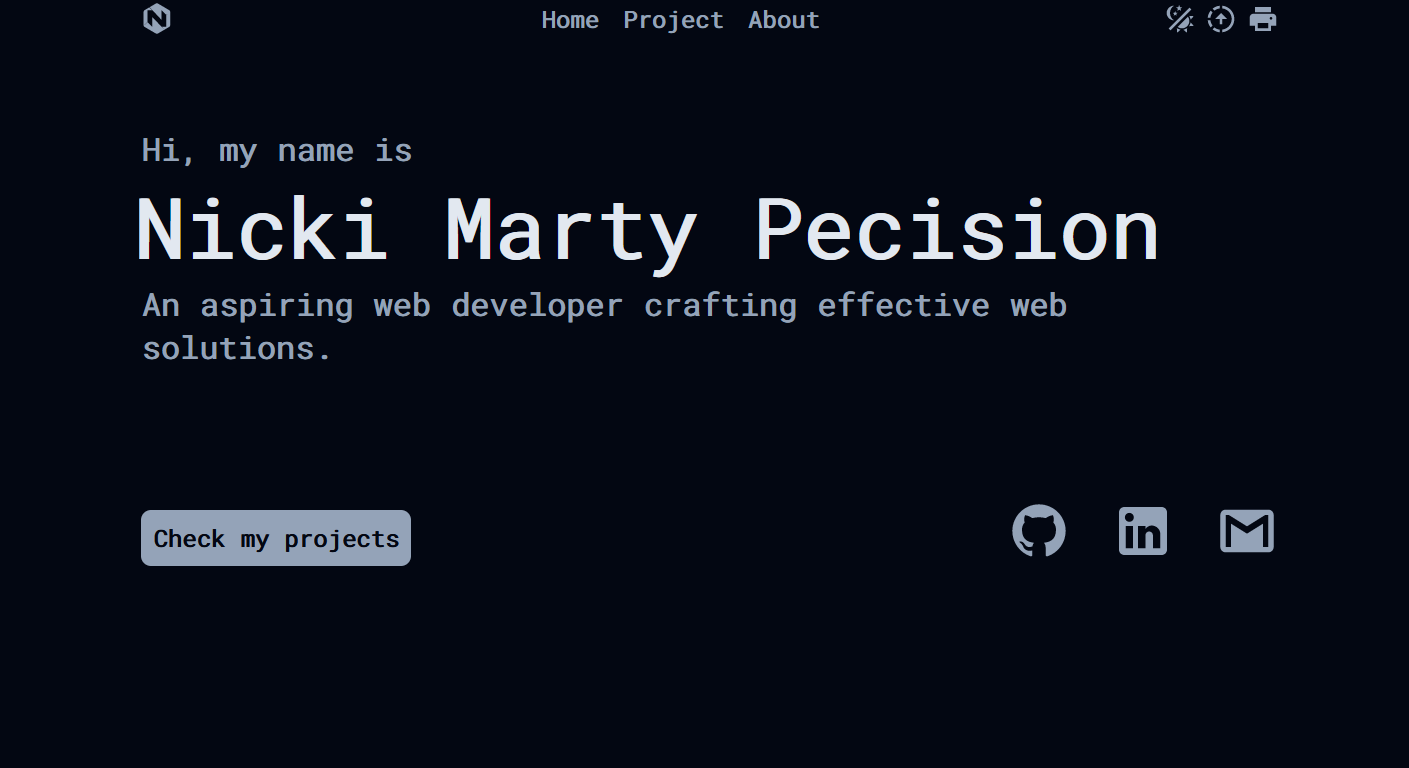 Home Project About
Hi, my name is
Nicki Marty Pecision
An aspiring web developer crafting effective web
solutions.
Check my projects